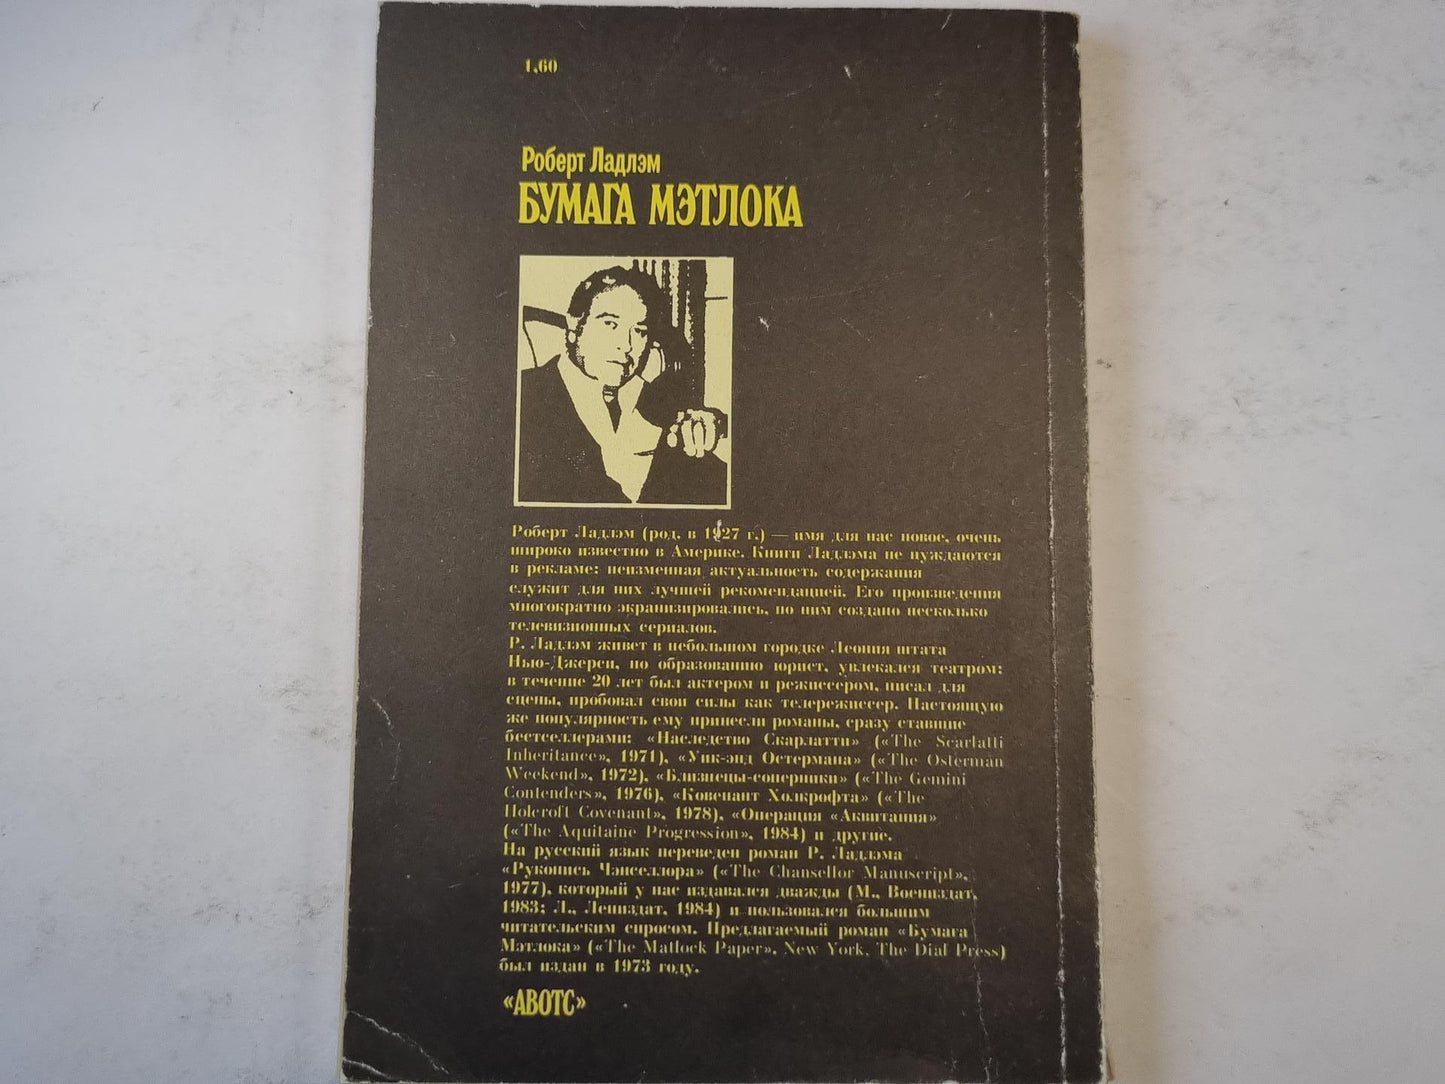 1,60
Роберт Ладлэм
БУМАГА МЭТЛОКА
Роберт Ладлэм (род. в 1927 г.) — имя для нас новое, очень
широко известно в Америке. Книги Ладлэма не нуждаются
в рекламе: неизменная актуальность содержания
служит для них лучшей рекомендацией. Его произведения
многократно экранизировались, по ним создано несколько
телевизионных сериалов.
Р. Ладлэм живет в небольшом городке Леония штата
Нью-Джерси, по образованию юрист, увлекался театром;
в течение 20 лет был актером и режиссером, писал для
сцены, пробовал свои силы как телережиссер. Настоящую
же популярность ему принесли романы, сразу ставшие
бестселлерами: «Наследство Скарлатти» («The Scarlatti
Inheritance», 1971), «Уик-энд Остермана» («The Osterman
Weekend», 1972), «Близнецы-соперники» («The Gemini
Contenders», 1976), «Ковенант Холкрофта» («The
Holcroft Covenant», 1978), «Операция «Аквитания»
(«The Aquitaine Progression», 1984) и другие.
На русский язык переведен роман Р. Ладлэма
«Рукопись Чэнселлора» («The Chansellor Manuscript»,
1977), который у нас издавался дважды (М., Воениздат,
1983; Л., Лениздат, 1984) и пользовался большим
читательским спросом. Предлагаемый роман «Бумага
Мэтлока» («The Matlock Paper», New York, The Dial Press)
был издан в 1973 году.
«АВОТС»